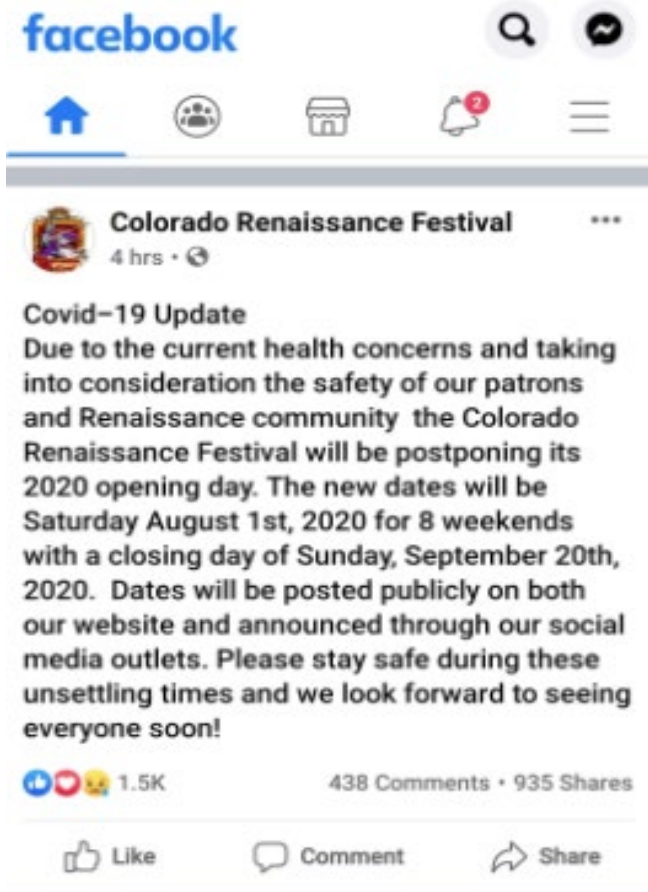 facebook
2
Colorado Renaissance Festival
4 hrs •
Covid-19 Update
Due to the current health concerns and taking
into consideration the safety of our patrons
and Renaissance community  the Colorado
Renaissance Festival will be postponing its
2020 opening day. The new dates will be
Saturday August 1st, 2020 for 8 weekends
with a closing day of Sunday, September 20th,
2020.  Dates will be posted publicly on both
our website and announced through our social
media outlets. Please stay safe during these
unsettling times and we look forward to seeing
everyone soon!
1.5K 438 Comments • 935 Shares
Like Comment Share